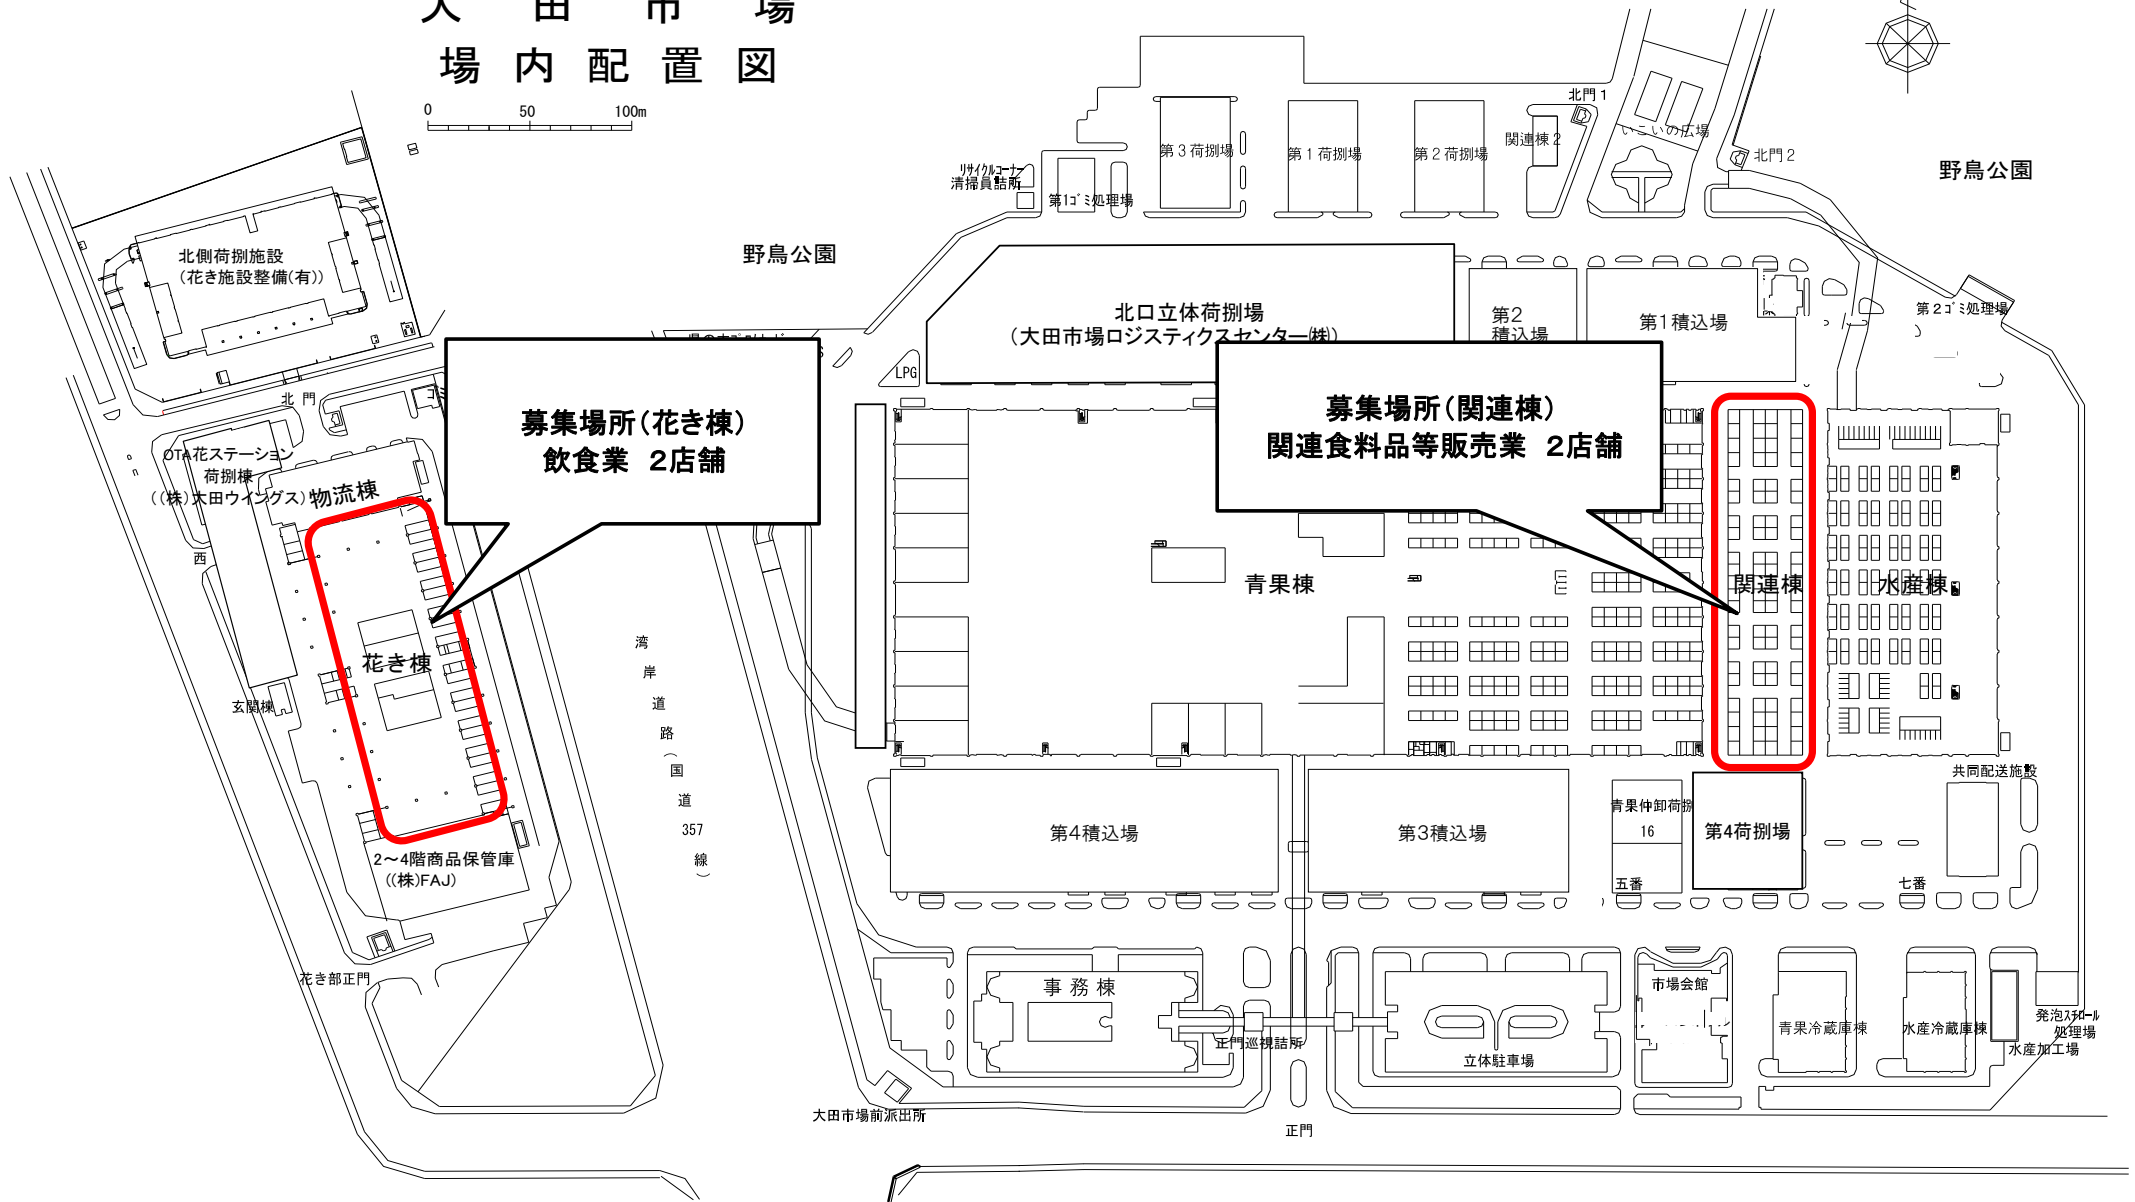 大田市場
場内配置図
0 50 100m
北門1
関連棟2
いこいの広場
北門2
野鳥公園
第3荷捌場
第1荷捌場
第2荷捌場
リサイクルコーナー
清掃員詰所
第1ゴミ処理場
野鳥公園
北側荷捌施設
(花き施設整備(有))
北口立体荷捌場
(大田市場ロジスティクスセンター(株))
第2
積込場
第1積込場
第2ゴミ処理場
LPG
北門
募集場所(花き棟)
飲食業 2店舗
募集場所(関連棟)
関連食料品等販売業 2店舗
OTA花ステーション
荷捌棟
((株)大田ウイングス)
物流棟
西
青果棟
関連棟
水産棟
花き棟
玄関棟
湾岸道路(国道357線)
2~4階商品保管庫
((株)FAJ)
共同配送施設
第4積込場
第3積込場
青果仲卸荷捌
16
第4荷捌場
五番
七番
花き部正門
事務棟
市場会館
正門巡視詰所
立体駐車場
青果冷蔵庫棟
水産冷蔵庫棟
発泡スチロール
処理場
水産加工場
大田市場前派出所
正門